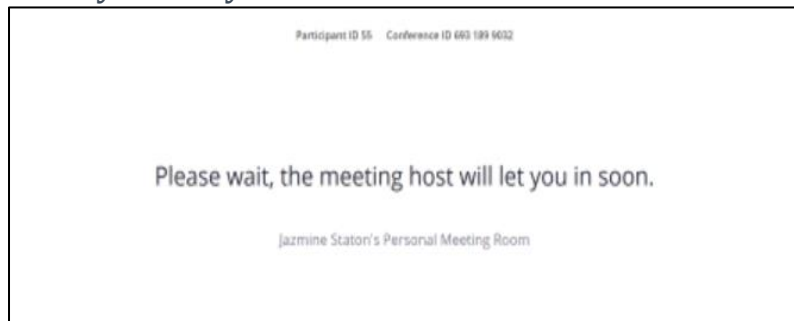 Participant ID 55 Conference ID 693 189 9032
Please wait, the meeting host will let you in soon.
Jazmine Staton's Personal Meeting Room